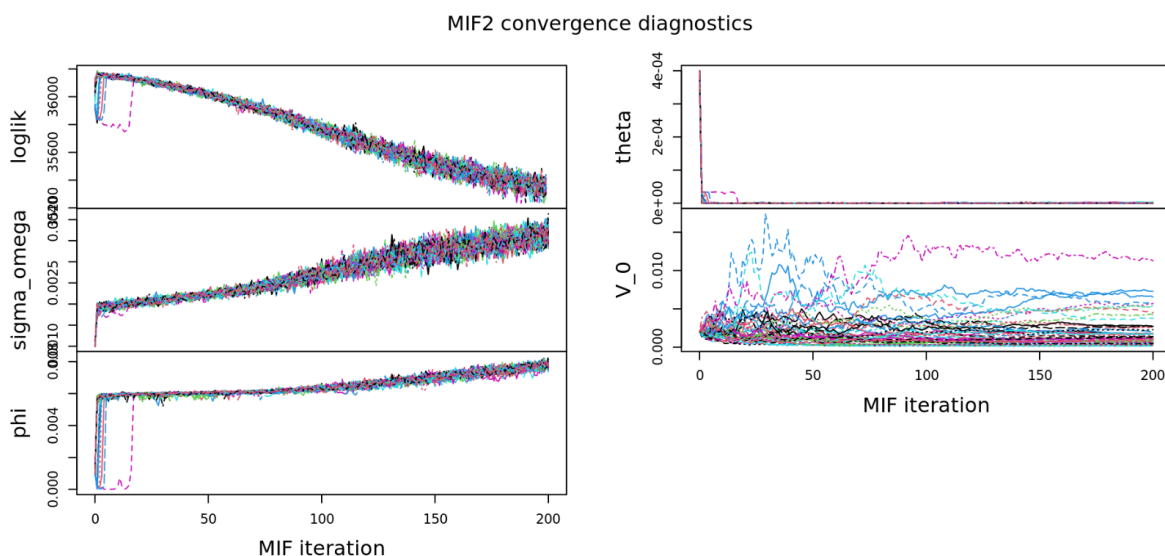 MIF2 convergence diagnostics
loglik
36000
35600
sigma_omega
0.0025
phi
0.004
0.000
0
50
100
150
200
MIF iteration
theta
4e-04
2e-04
0e+00
V_0
0.010
0.000
0
50
100
150
200
MIF iteration